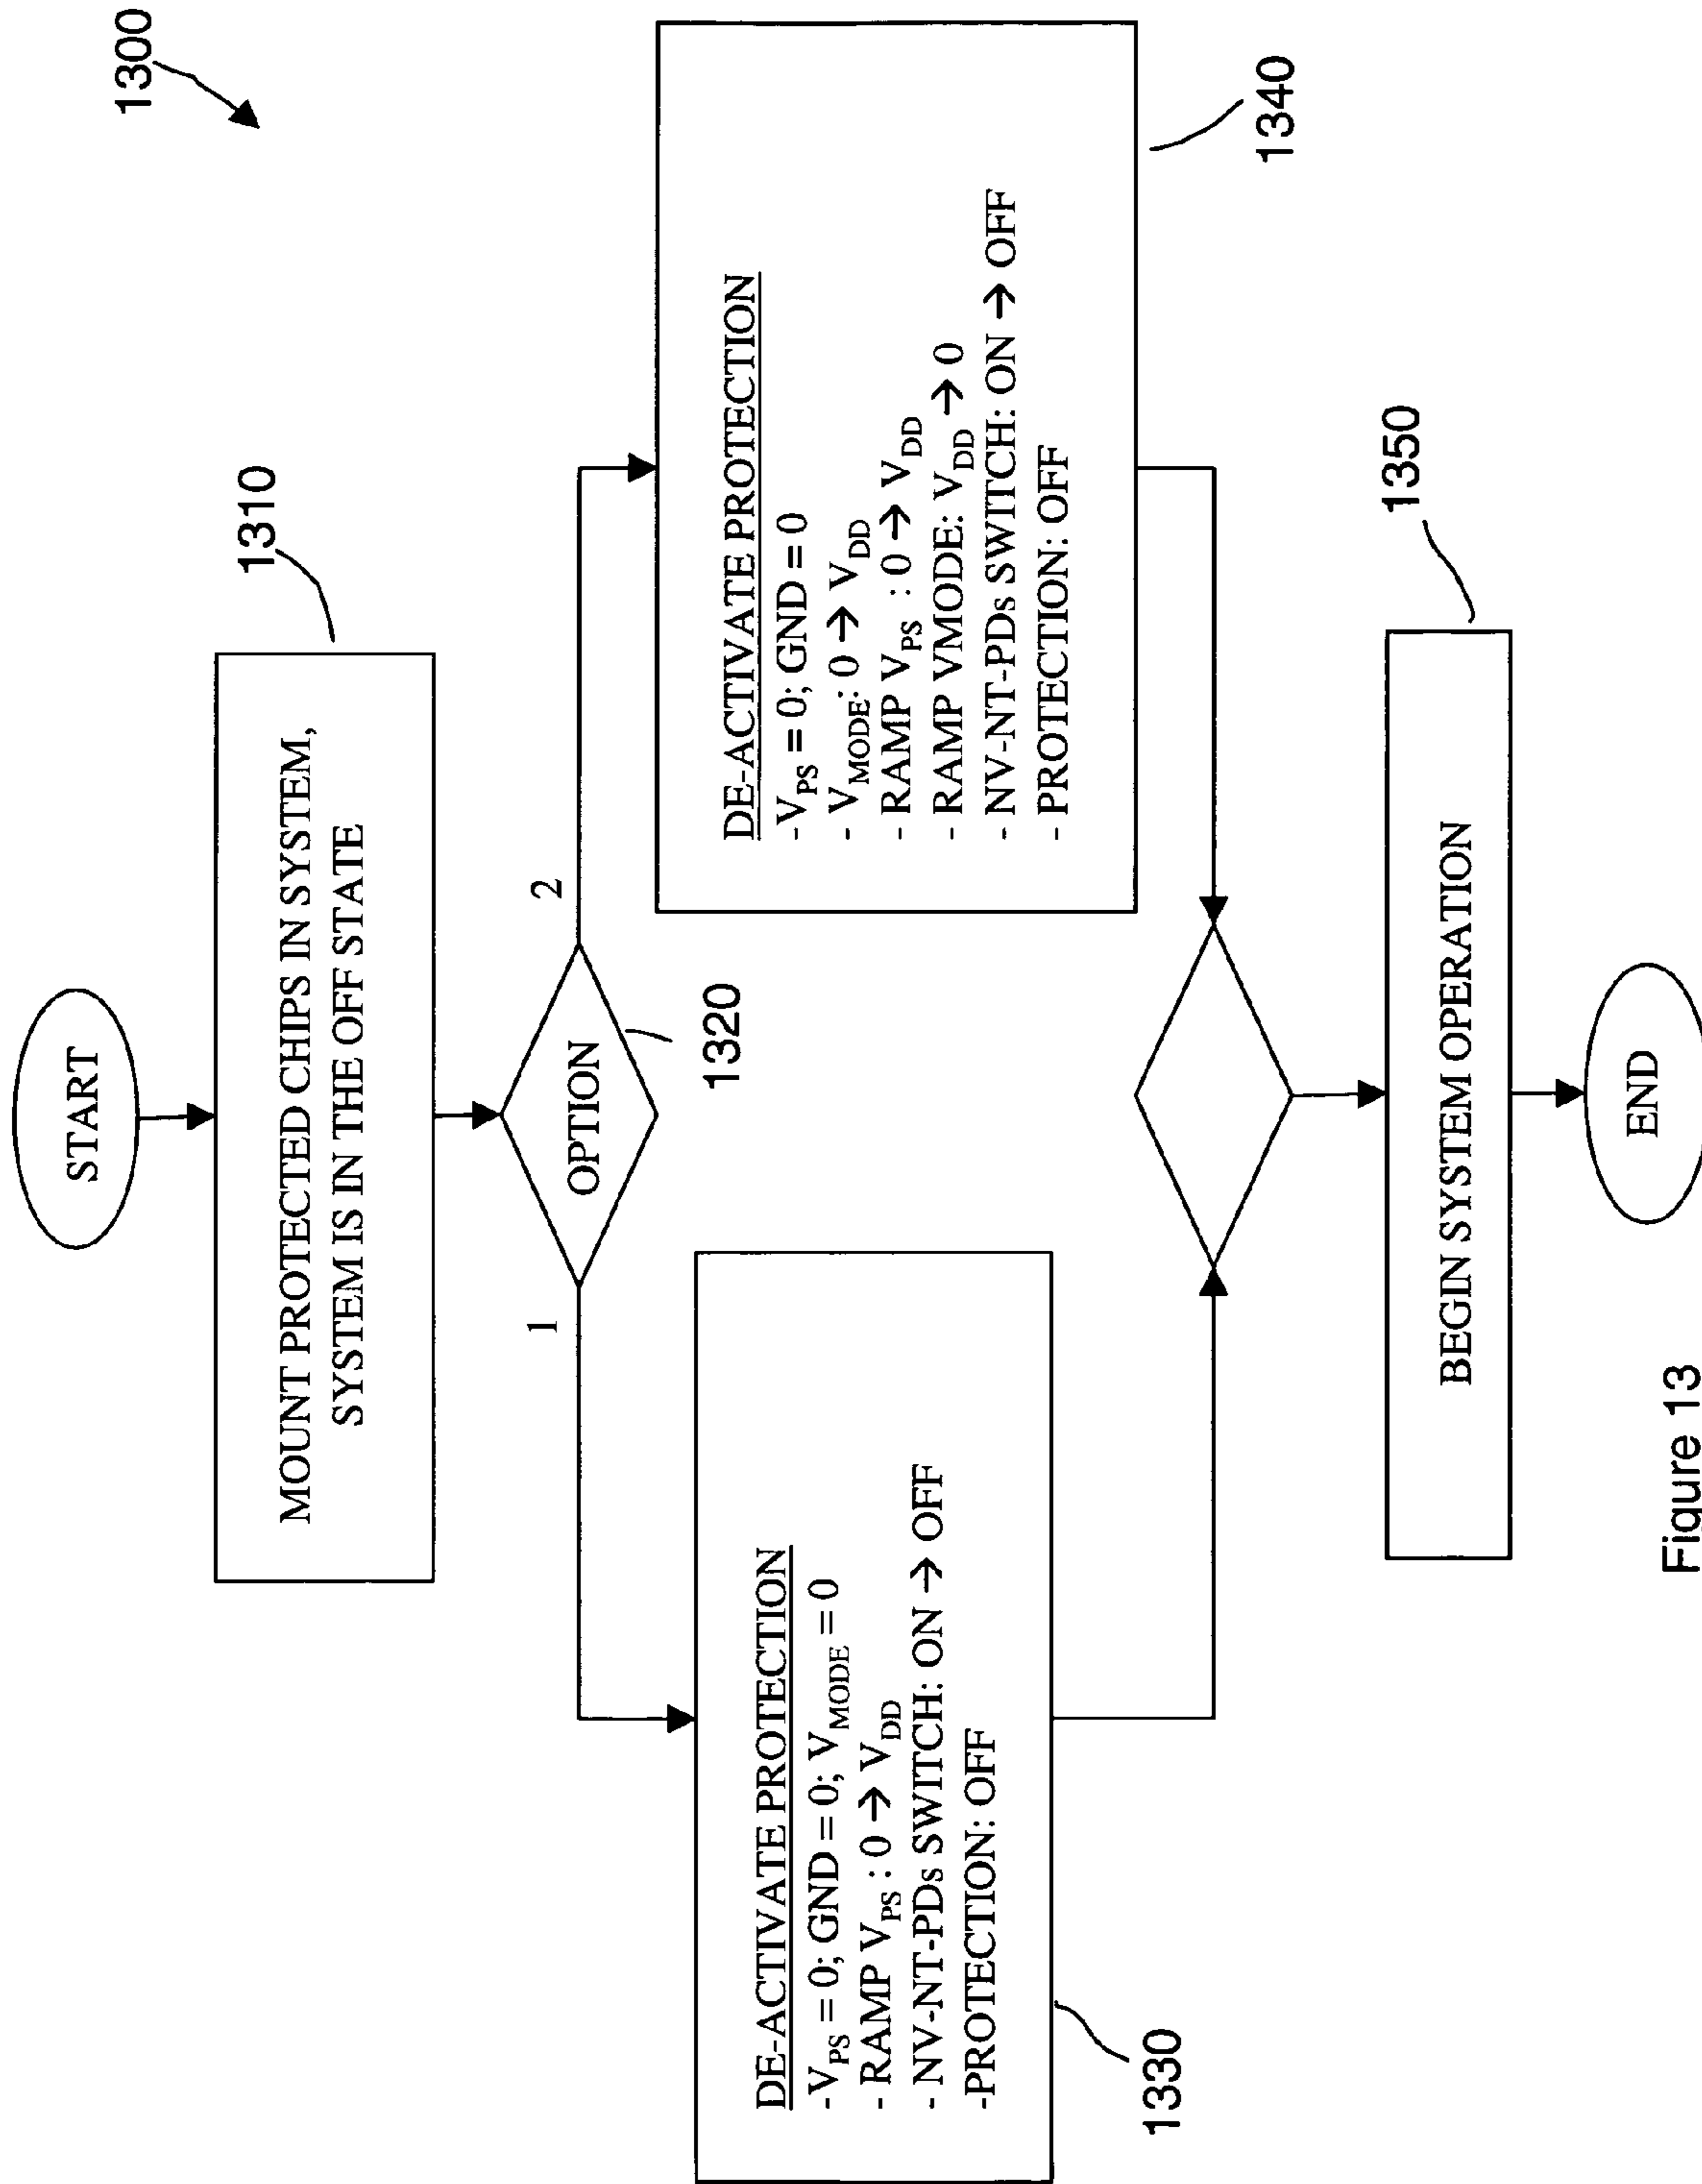 1300
START
1310
MOUNT PROTECTED CHIPS IN SYSTEM,
SYSTEM IS IN THE OFF STATE
OPTION
1320
1
2
DE-ACTIVATE PROTECTION
- V_PS = 0; GND = 0; V_MODE = 0
- RAMP V_PS : 0 → V_DD
- NV-NT-PDs SWITCH: ON → OFF
-PROTECTION: OFF
1330
DE-ACTIVATE PROTECTION
- V_PS = 0; GND = 0
- V_MODE: 0 → V_DD
- RAMP V_PS : 0 → V_DD
- RAMP VMODE: V_DD → 0
- NV-NT-PDs SWITCH: ON → OFF
- PROTECTION: OFF
1340
1350
BEGIN SYSTEM OPERATION
END
Figure 13